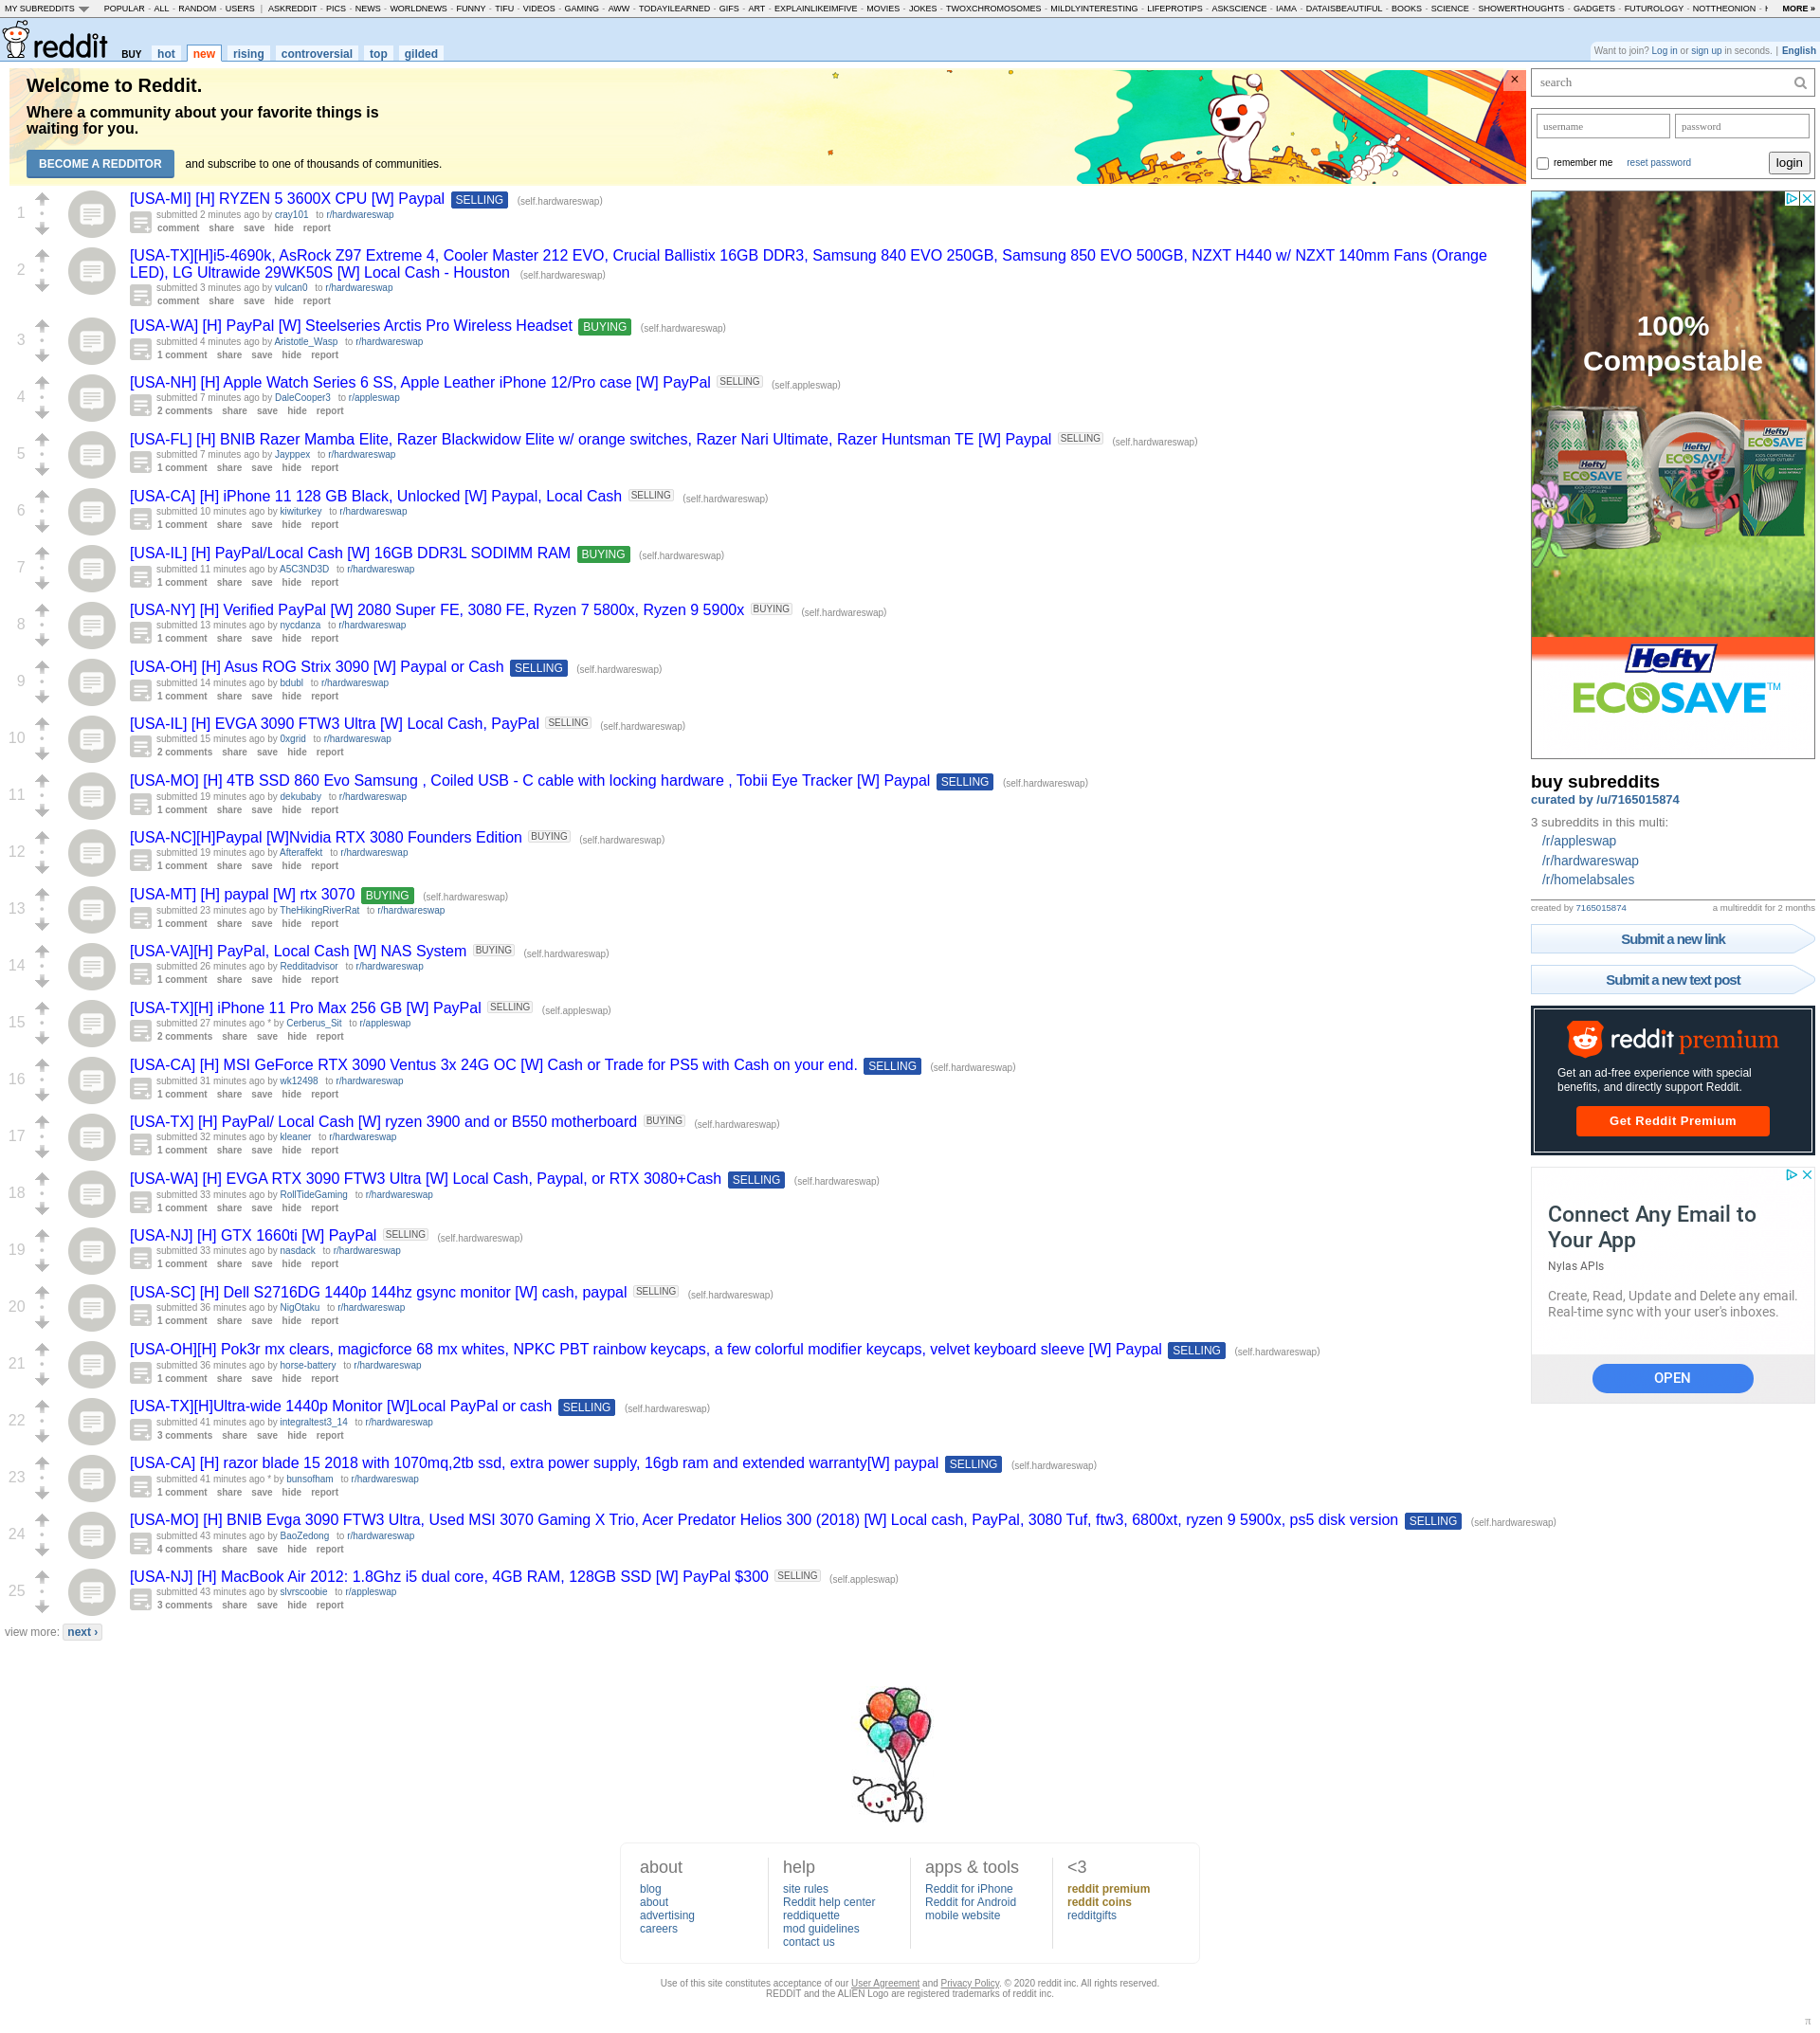 MY SUBREDDITS POPULAR - ALL - RANDOM - USERS | ASKREDDIT - PICS - NEWS - WORLDNEWS - FUNNY - TIFU - VIDEOS - GAMING - AWW - TODAYILEARNED - GIFS - ART - EXPLAINLIKEIMFIVE - MOVIES - JOKES - TWOXCHROMOSOMES - MILDLYINTERESTING - LIFEPROTIPS - ASKSCIENCE - IAMA - DATAISBEAUTIFUL - BOOKS - SCIENCE - SHOWERTHOUGHTS - GADGETS - FUTUROLOGY - NOTTHEONION - MORE »
reddit BUY hot new rising controversial top gilded
Want to join? Log in or sign up in seconds. | English
Welcome to Reddit.
Where a community about your favorite things is
waiting for you.
BECOME A REDDITOR and subscribe to one of thousands of communities.
1
[USA-MI] [H] RYZEN 5 3600X CPU [W] Paypal SELLING (self.hardwareswap)
submitted 2 minutes ago by cray101 to r/hardwareswap
comment share save hide report
2
[USA-TX][H]i5-4690k, AsRock Z97 Extreme 4, Cooler Master 212 EVO, Crucial Ballistix 16GB DDR3, Samsung 840 EVO 250GB, Samsung 850 EVO 500GB, NZXT H440 w/ NZXT 140mm Fans (Orange
LED), LG Ultrawide 29WK50S [W] Local Cash - Houston (self.hardwareswap)
submitted 3 minutes ago by vulcan0 to r/hardwareswap
comment share save hide report
3
[USA-WA] [H] PayPal [W] Steelseries Arctis Pro Wireless Headset BUYING (self.hardwareswap)
submitted 4 minutes ago by Aristotle_Wasp to r/hardwareswap
1 comment share save hide report
4
[USA-NH] [H] Apple Watch Series 6 SS, Apple Leather iPhone 12/Pro case [W] PayPal SELLING (self.appleswap)
submitted 7 minutes ago by DaleCooper3 to r/appleswap
2 comments share save hide report
5
[USA-FL] [H] BNIB Razer Mamba Elite, Razer Blackwidow Elite w/ orange switches, Razer Nari Ultimate, Razer Huntsman TE [W] Paypal SELLING (self.hardwareswap)
submitted 7 minutes ago by Jayppex to r/hardwareswap
1 comment share save hide report
6
[USA-CA] [H] iPhone 11 128 GB Black, Unlocked [W] Paypal, Local Cash SELLING (self.hardwareswap)
submitted 10 minutes ago by kiwiturkey to r/hardwareswap
1 comment share save hide report
7
[USA-IL] [H] PayPal/Local Cash [W] 16GB DDR3L SODIMM RAM BUYING (self.hardwareswap)
submitted 11 minutes ago by A5C3ND3D to r/hardwareswap
1 comment share save hide report
8
[USA-NY] [H] Verified PayPal [W] 2080 Super FE, 3080 FE, Ryzen 7 5800x, Ryzen 9 5900x BUYING (self.hardwareswap)
submitted 13 minutes ago by nycdanza to r/hardwareswap
1 comment share save hide report
9
[USA-OH] [H] Asus ROG Strix 3090 [W] Paypal or Cash SELLING (self.hardwareswap)
submitted 14 minutes ago by bdubl to r/hardwareswap
1 comment share save hide report
10
[USA-IL] [H] EVGA 3090 FTW3 Ultra [W] Local Cash, PayPal SELLING (self.hardwareswap)
submitted 15 minutes ago by 0xgrid to r/hardwareswap
2 comments share save hide report
11
[USA-MO] [H] 4TB SSD 860 Evo Samsung , Coiled USB - C cable with locking hardware , Tobii Eye Tracker [W] Paypal SELLING (self.hardwareswap)
submitted 19 minutes ago by dekubaby to r/hardwareswap
1 comment share save hide report
12
[USA-NC][H]Paypal [W]Nvidia RTX 3080 Founders Edition BUYING (self.hardwareswap)
submitted 19 minutes ago by Afteraffekt to r/hardwareswap
1 comment share save hide report
13
[USA-MT] [H] paypal [W] rtx 3070 BUYING (self.hardwareswap)
submitted 23 minutes ago by TheHikingRiverRat to r/hardwareswap
1 comment share save hide report
14
[USA-VA][H] PayPal, Local Cash [W] NAS System BUYING (self.hardwareswap)
submitted 26 minutes ago by Redditadvisor to r/hardwareswap
1 comment share save hide report
15
[USA-TX][H] iPhone 11 Pro Max 256 GB [W] PayPal SELLING (self.appleswap)
submitted 27 minutes ago * by Cerberus_Sit to r/appleswap
2 comments share save hide report
16
[USA-CA] [H] MSI GeForce RTX 3090 Ventus 3x 24G OC [W] Cash or Trade for PS5 with Cash on your end. SELLING (self.hardwareswap)
submitted 31 minutes ago by wk12498 to r/hardwareswap
1 comment share save hide report
17
[USA-TX] [H] PayPal/ Local Cash [W] ryzen 3900 and or B550 motherboard BUYING (self.hardwareswap)
submitted 32 minutes ago by kleaner to r/hardwareswap
1 comment share save hide report
18
[USA-WA] [H] EVGA RTX 3090 FTW3 Ultra [W] Local Cash, Paypal, or RTX 3080+Cash SELLING (self.hardwareswap)
submitted 33 minutes ago by RollTideGaming to r/hardwareswap
1 comment share save hide report
19
[USA-NJ] [H] GTX 1660ti [W] PayPal SELLING (self.hardwareswap)
submitted 33 minutes ago by nasdack to r/hardwareswap
1 comment share save hide report
20
[USA-SC] [H] Dell S2716DG 1440p 144hz gsync monitor [W] cash, paypal SELLING (self.hardwareswap)
submitted 36 minutes ago by NigOtaku to r/hardwareswap
1 comment share save hide report
21
[USA-OH][H] Pok3r mx clears, magicforce 68 mx whites, NPKC PBT rainbow keycaps, a few colorful modifier keycaps, velvet keyboard sleeve [W] Paypal SELLING (self.hardwareswap)
submitted 36 minutes ago by horse-battery to r/hardwareswap
1 comment share save hide report
22
[USA-TX][H]Ultra-wide 1440p Monitor [W]Local PayPal or cash SELLING (self.hardwareswap)
submitted 41 minutes ago by integraltest3_14 to r/hardwareswap
3 comments share save hide report
23
[USA-CA] [H] razor blade 15 2018 with 1070mq,2tb ssd, extra power supply, 16gb ram and extended warranty[W] paypal SELLING (self.hardwareswap)
submitted 41 minutes ago * by bunsofham to r/hardwareswap
1 comment share save hide report
24
[USA-MO] [H] BNIB Evga 3090 FTW3 Ultra, Used MSI 3070 Gaming X Trio, Acer Predator Helios 300 (2018) [W] Local cash, PayPal, 3080 Tuf, ftw3, 6800xt, ryzen 9 5900x, ps5 disk version SELLING (self.hardwareswap)
submitted 43 minutes ago by BaoZedong to r/hardwareswap
4 comments share save hide report
25
[USA-NJ] [H] MacBook Air 2012: 1.8Ghz i5 dual core, 4GB RAM, 128GB SSD [W] PayPal $300 SELLING (self.appleswap)
submitted 43 minutes ago by slvrscoobie to r/appleswap
3 comments share save hide report
view more: next ›
search
username password
remember me reset password login
100%
Compostable
Hefty
ECOSAVE
Hefty
ECOSAVE
Hefty
ECOSAVE
Hefty
ECOSAVE™
buy subreddits
curated by /u/7165015874
3 subreddits in this multi:
/r/appleswap
/r/hardwareswap
/r/homelabsales
created by 7165015874 a multireddit for 2 months
Submit a new link
Submit a new text post
reddit premium
Get an ad-free experience with special
benefits, and directly support Reddit.
Get Reddit Premium
Connect Any Email to
Your App
Nylas APIs
Create, Read, Update and Delete any email.
Real-time sync with your user's inboxes.
OPEN
about
blog
about
advertising
careers
help
site rules
Reddit help center
reddiquette
mod guidelines
contact us
apps & tools
Reddit for iPhone
Reddit for Android
mobile website
<3
reddit premium
reddit coins
redditgifts
Use of this site constitutes acceptance of our User Agreement and Privacy Policy. © 2020 reddit inc. All rights reserved.
REDDIT and the ALIEN Logo are registered trademarks of reddit inc.
π